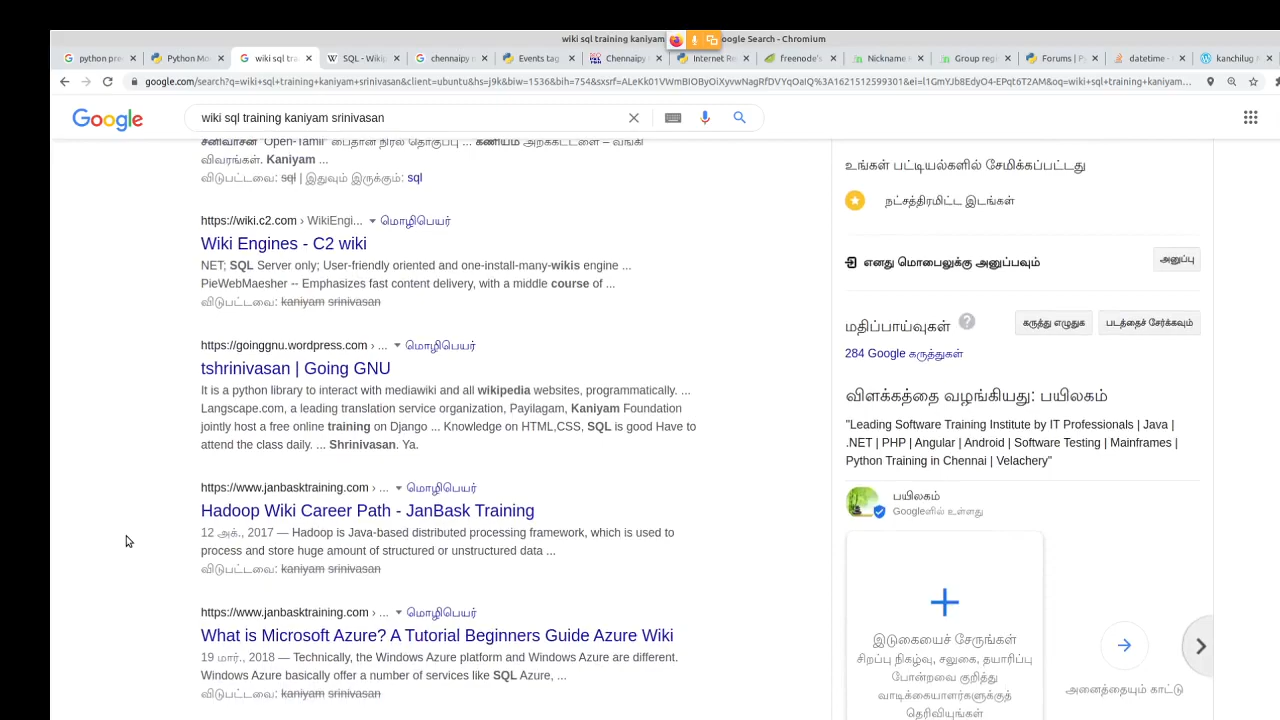 wiki sql training kaniyam
oogle Search - Chromium
python pre
Python Mo
wiki sql tra
SQL - Wikip
chennaipy
Events tag
Chennaipy
Internet Re
freenode's
Nickname
Group reg
Forums | P
datetime -
kanchilug
google.com/search?q=wiki+sql+training+kaniyam+srinivasan&client=ubuntu&hs=j9k&biw=1536&bih=754&sxsrf=
Google
wiki sql training kaniyam srinivasan
விவரங்கள். Kaniyam ...
விடுபட்டவை: sql | இதுவும் இருக்கும்: sql
https://wiki.c2.com › WikiEngi... மொழிபெயர்
Wiki Engines - C2 wiki
NET; SQL Server only; User-friendly oriented and one-install-many-wikis engine ...
PieWebMaesher -- Emphasizes fast content delivery, with a middle course of ...
விடுபட்டவை: kaniyam srinivasan
https://goinggnu.wordpress.com › ... மொழிபெயர்
tshrinivasan | Going GNU
It is a python library to interact with mediawiki and all wikipedia websites, programmatically. ...
Langscape.com, a leading translation service organization, Payilagam, Kaniyam Foundation
jointly host a free online training on Django ... Knowledge on HTML,CSS, SQL is good Have to
attend the class daily. ... Shrinivasan. Ya.
https://www.janbasktraining.com › ... மொழிபெயர்
Hadoop Wiki Career Path - JanBask Training
12 அக்., 2017 — Hadoop is Java-based distributed processing framework, which is used to
process and store huge amount of structured or unstructured data ...
விடுபட்டவை: kaniyam srinivasan
https://www.janbasktraining.com › ... மொழிபெயர்
What is Microsoft Azure? A Tutorial Beginners Guide Azure Wiki
19 மார்., 2018 — Technically, the Windows Azure platform and Windows Azure are different.
Windows Azure basically offer a number of services like SQL Azure, ...
விடுபட்டவை: kaniyam srinivasan
உங்கள் பட்டியல்களில் சேமிக்கப்பட்டது
நட்சத்திரமிட்ட இடங்கள்
எனது மொபைலுக்கு அனுப்பவும்
அனுப்பு
மதிப்பாய்வுகள்
கருத்து எழுதுக
படத்தைச் சேர்க்கவும்
284 Google கருத்துகள்
விளக்கத்தை வழங்கியது: பயிலகம்
"Leading Software Training Institute by IT Professionals | Java |
.NET | PHP | Angular | Android | Software Testing | Mainframes |
Python Training in Chennai | Velachery"
பயிலகம்
Googleளில் உள்ளது
இடுகையைச் சேருங்கள்
சிறப்பு நிகழ்வு, சலுகை, தயாரிப்பு
போன்றவை குறித்து
வாடிக்கையாளர்களுக்குத்
தெரிவியுங்கள்
அனைத்தையும் காட்டு